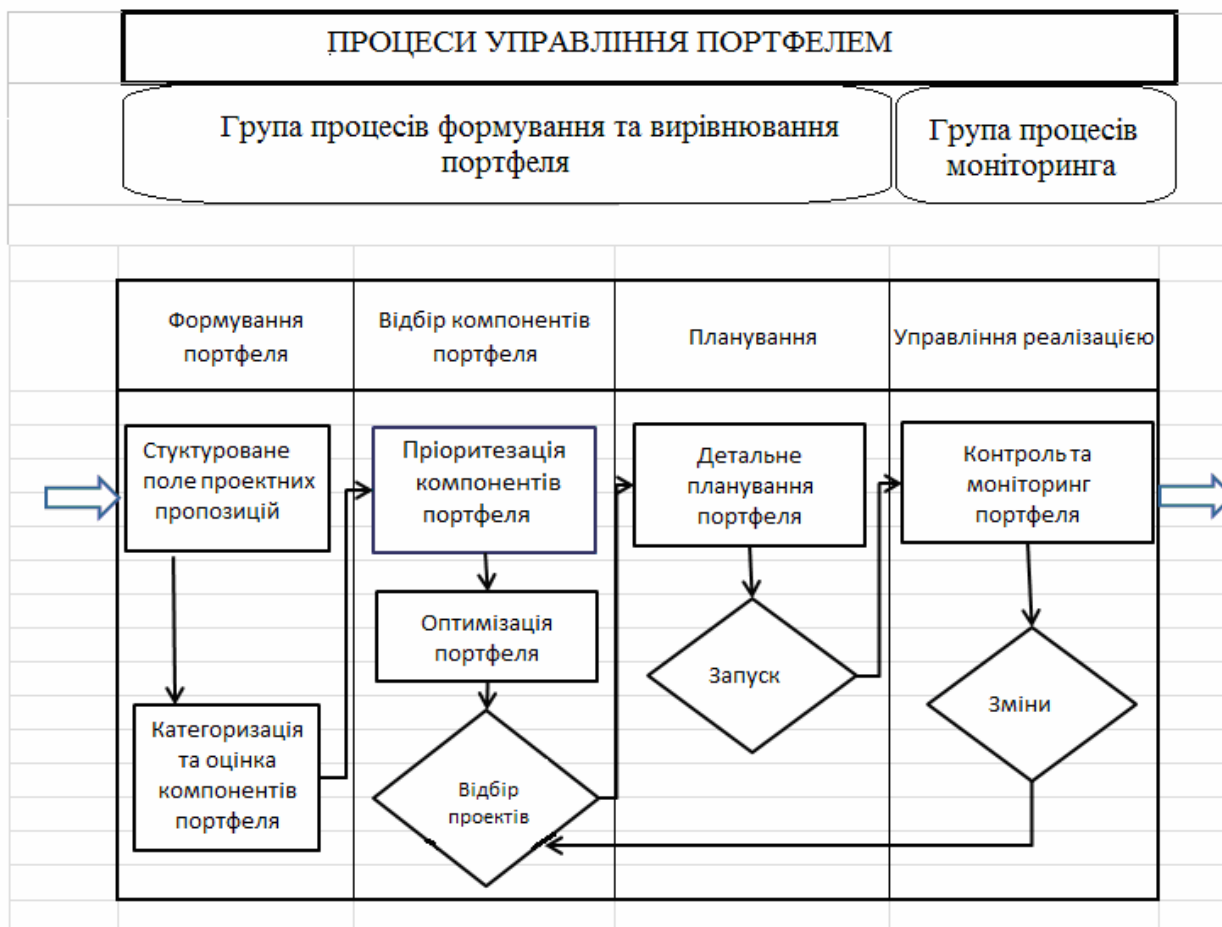 ПРОЦЕСИ УПРАВЛІННЯ ПОРТФЕЛЕМ
Група процесів формування та вирівнювання
портфеля
Група процесів
моніторинга
Формування
портфеля
Відбір компонентів
портфеля
Планування
Управління реалізацією
Стуктуроване
поле проектних
пропозицій
Категоризація
та оцінка
компонентів
портфеля
Пріоритезація
компонентів
портфеля
Оптимізація
портфеля
Відбір
проектів
Детальне
планування
портфеля
Запуск
Контроль та
моніторинг
портфеля
Зміни